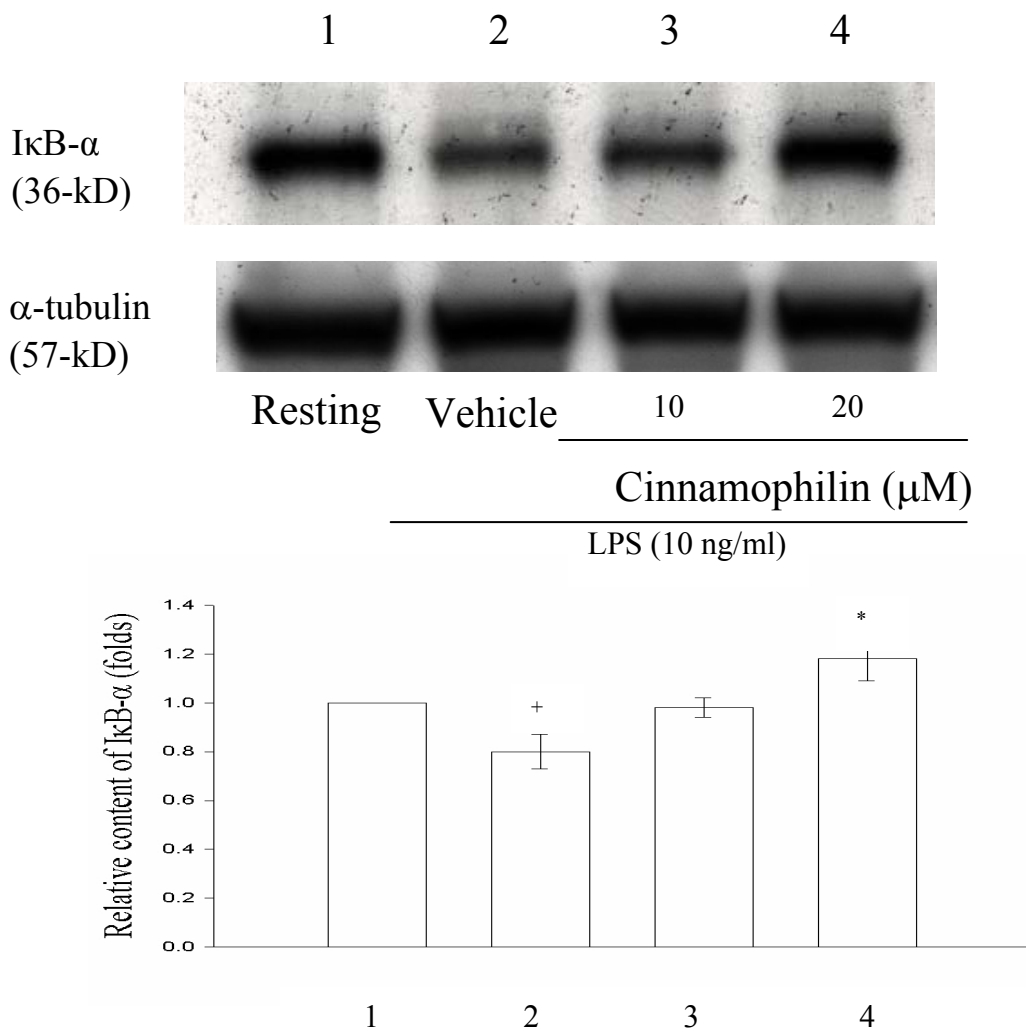 1 2 3 4
IκB-α
(36-kD)
α-tubulin
(57-kD)
Resting Vehicle 10 20
Cinnamophilin (μM)
LPS (10 ng/ml)
Relative content of IκB-α (folds)
1.4
1.2
1.0
0.8
0.6
0.4
0.2
0.0
+
*
1 2 3 4